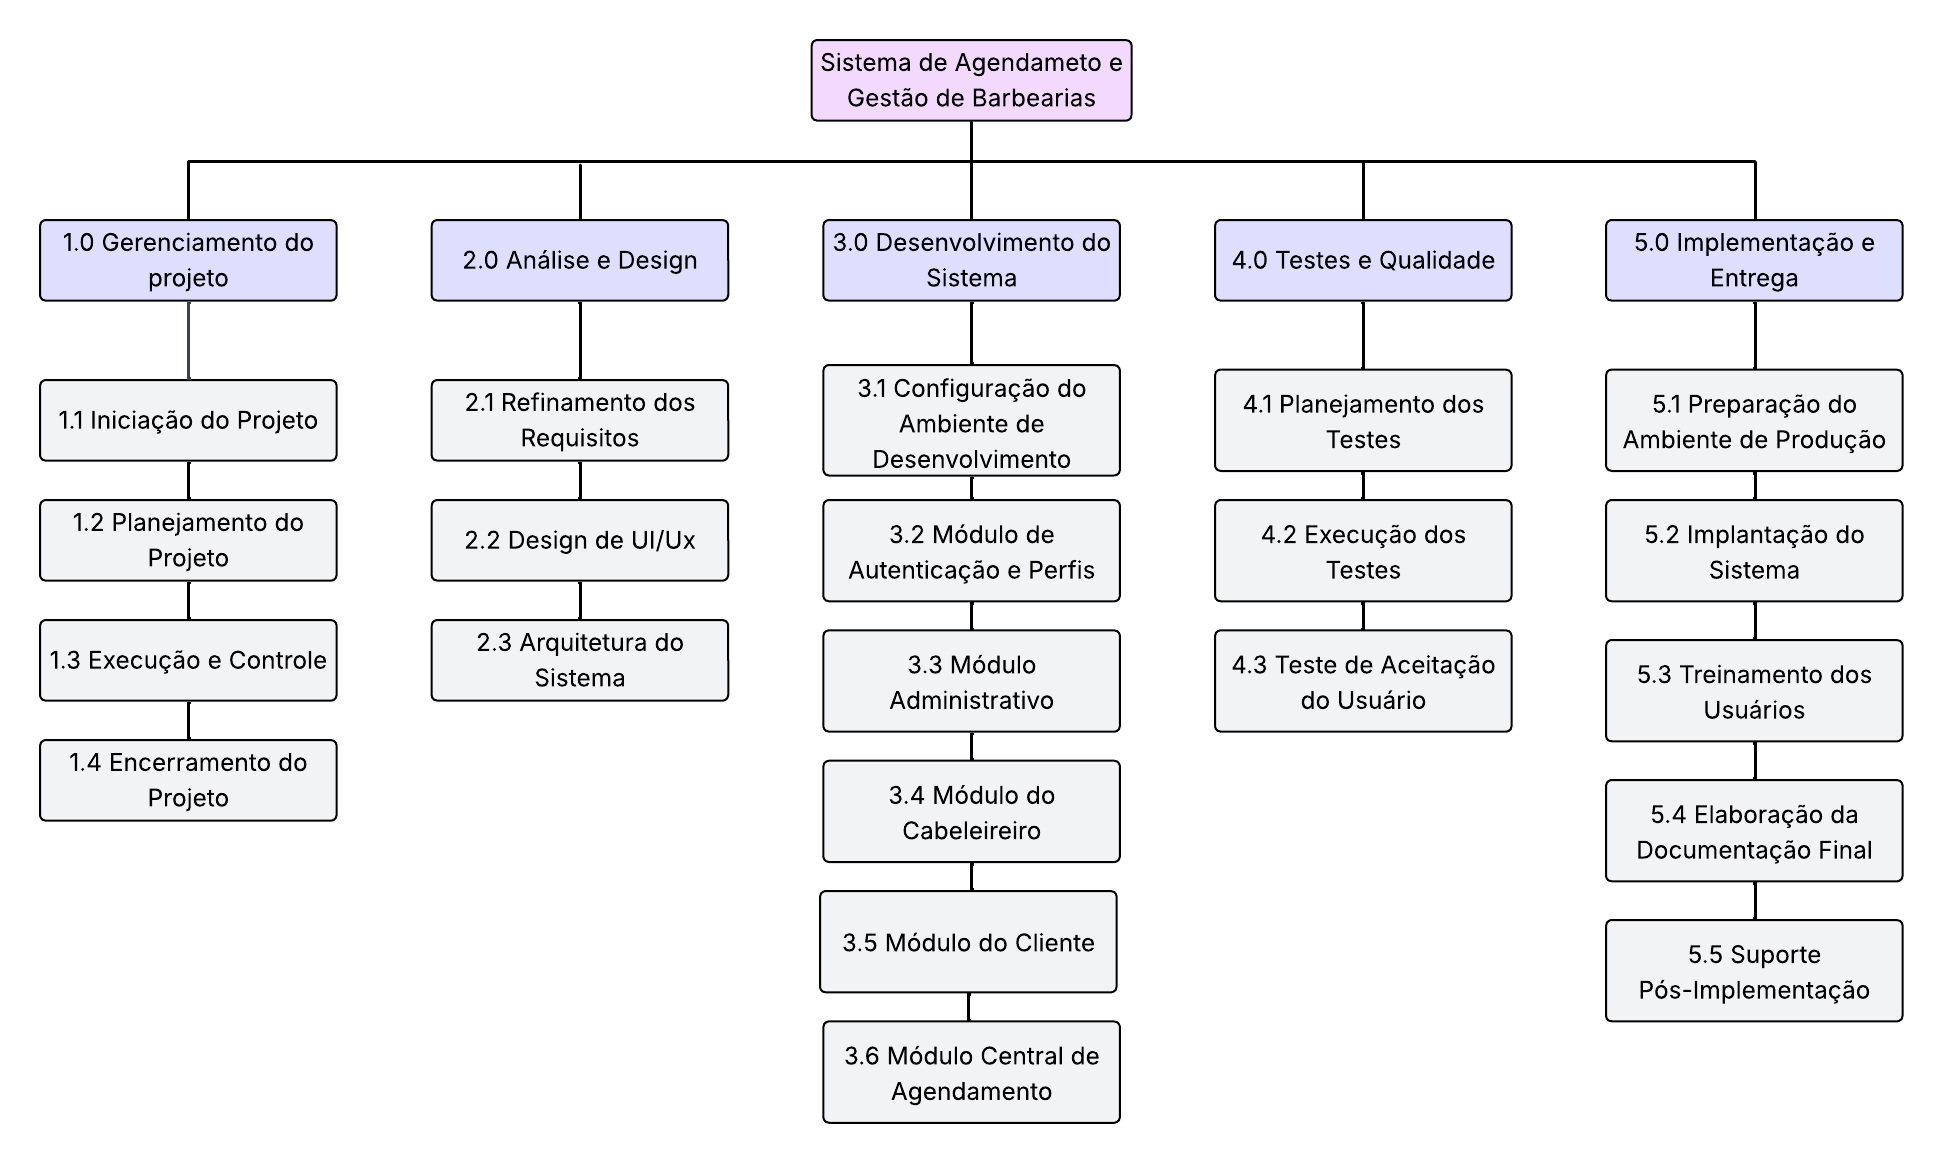 Sistema de Agendameto e
Gestão de Barbearias
1.0 Gerenciamento do
projeto
1.1 Iniciação do Projeto
1.2 Planejamento do
Projeto
1.3 Execução e Controle
1.4 Encerramento do
Projeto
2.0 Análise e Design
2.1 Refinamento dos
Requisitos
2.2 Design de UI/Ux
2.3 Arquitetura do
Sistema
3.0 Desenvolvimento do
Sistema
3.1 Configuração do
Ambiente de
Desenvolvimento
3.2 Módulo de
Autenticação e Perfis
3.3 Módulo
Administrativo
3.4 Módulo do
Cabeleireiro
3.5 Módulo do Cliente
3.6 Módulo Central de
Agendamento
4.0 Testes e Qualidade
4.1 Planejamento dos
Testes
4.2 Execução dos
Testes
4.3 Teste de Aceitação
do Usuário
5.0 Implementação e
Entrega
5.1 Preparação do
Ambiente de Produção
5.2 Implantação do
Sistema
5.3 Treinamento dos
Usuários
5.4 Elaboração da
Documentação Final
5.5 Suporte
Pós-Implementação